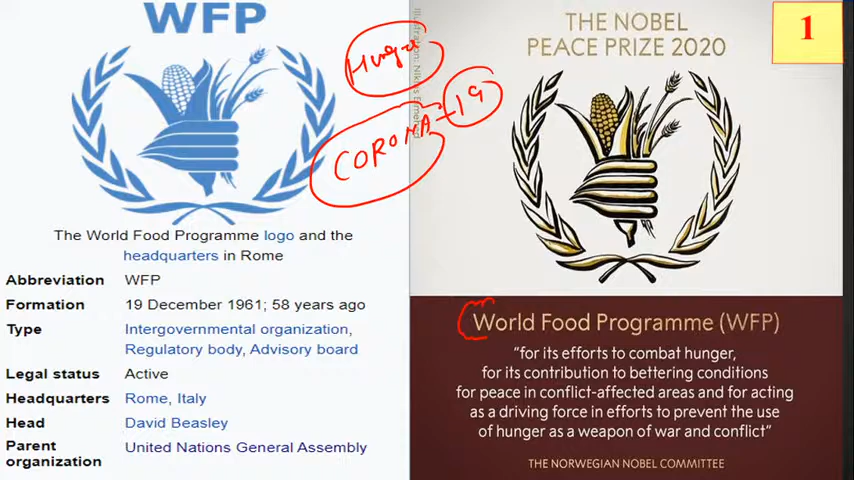 WFP
The World Food Programme logo and the
headquarters in Rome
Abbreviation WFP
Formation 19 December 1961; 58 years ago
Type Intergovernmental organization,
Regulatory body, Advisory board
Legal status Active
Headquarters Rome, Italy
Head David Beasley
Parent organization United Nations General Assembly
Hunger
CORONA-19
Illustration: Niklas Elmehed
THE NOBEL
PEACE PRIZE 2020
1
World Food Programme (WFP)
“for its efforts to combat hunger,
for its contribution to bettering conditions
for peace in conflict-affected areas and for acting
as a driving force in efforts to prevent the use
of hunger as a weapon of war and conflict”
THE NORWEGIAN NOBEL COMMITTEE